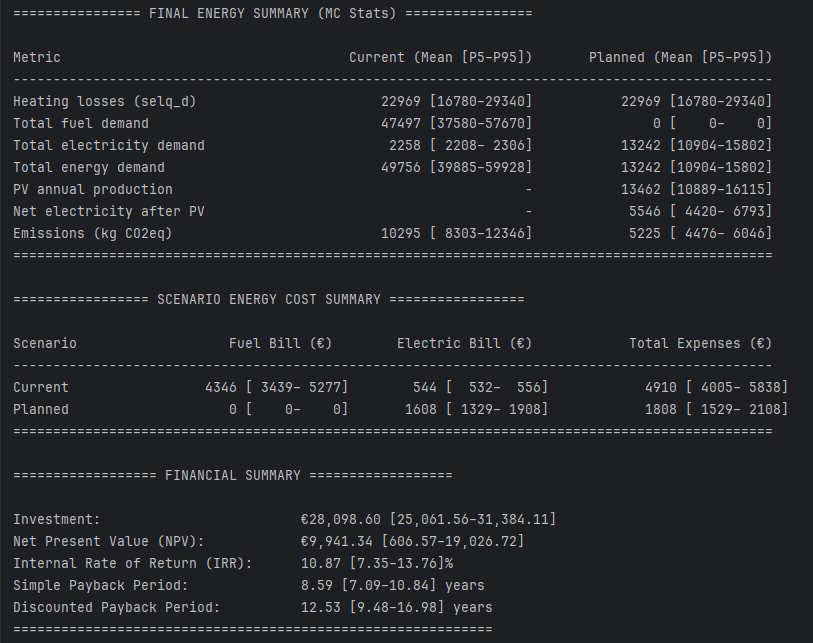 ================ FINAL ENERGY SUMMARY (MC Stats) ================
Metric                                    Current (Mean [P5-P95])       Planned (Mean [P5-P95])
-----------------------------------------------------------------------------------------------
Heating losses (selq_d)                       22969 [16780-29340]           22969 [16780-29340]
Total fuel demand                             47497 [37580-57670]               0 [    0-    0]
Total electricity demand                       2258 [ 2208- 2306]           13242 [10904-15802]
Total energy demand                           49756 [39885-59928]           13242 [10904-15802]
PV annual production                                            -           13462 [10889-16115]
Net electricity after PV                                        -            5546 [ 4420- 6793]
Emissions (kg CO2eq)                          10295 [ 8303-12346]            5225 [ 4476- 6046]
===============================================================================================
================= SCENARIO ENERGY COST SUMMARY =================
Scenario                   Fuel Bill (€)        Electric Bill (€)            Total Expenses (€)
-----------------------------------------------------------------------------------------------
Current                 4346 [ 3439- 5277]        544 [  532-  556]            4910 [ 4005- 5838]
Planned                    0 [    0-    0]       1608 [ 1329- 1908]            1808 [ 1529- 2108]
===============================================================================================
================== FINANCIAL SUMMARY ==================
Investment:                         €28,098.60 [25,061.56-31,384.11]
Net Present Value (NPV):            €9,941.34 [606.57-19,026.72]
Internal Rate of Return (IRR):      10.87 [7.35-13.76]%
Simple Payback Period:              8.59 [7.09-10.84] years
Discounted Payback Period:          12.53 [9.48-16.98] years
============================================================